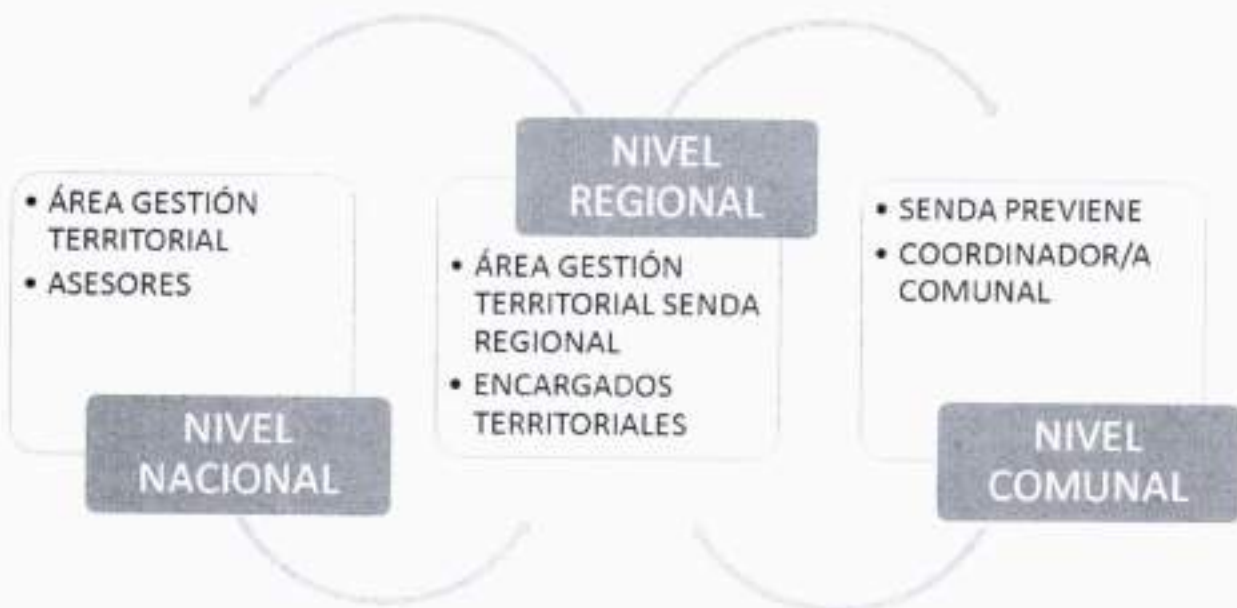 • ÁREA GESTIÓN
TERRITORIAL
• ASESORES
NIVEL
NACIONAL
NIVEL
REGIONAL
• ÁREA GESTIÓN
TERRITORIAL SENDA
REGIONAL
• ENCARGADOS
TERRITORIALES
• SENDA PREVIENE
• COORDINADOR/A
COMUNAL
NIVEL
COMUNAL